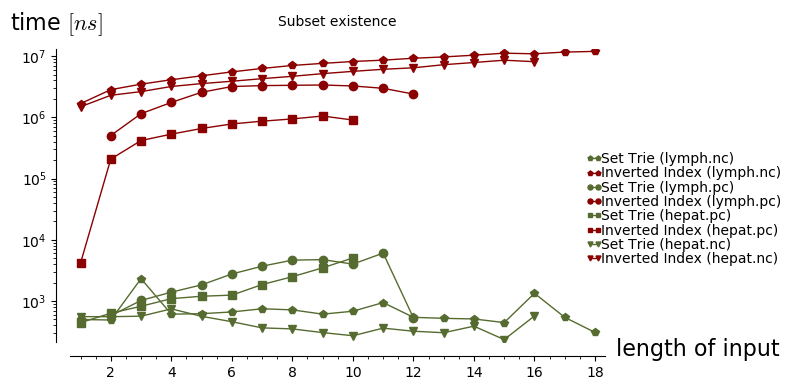 time [ns]
Subset existence
10⁷
10⁶
10⁵
10⁴
10³
Set Trie (lymph.nc)
Inverted Index (lymph.nc)
Set Trie (lymph.pc)
Inverted Index (lymph.pc)
Set Trie (hepat.pc)
Inverted Index (hepat.pc)
Set Trie (hepat.nc)
Inverted Index (hepat.nc)
length of input
2 4 6 8 10 12 14 16 18